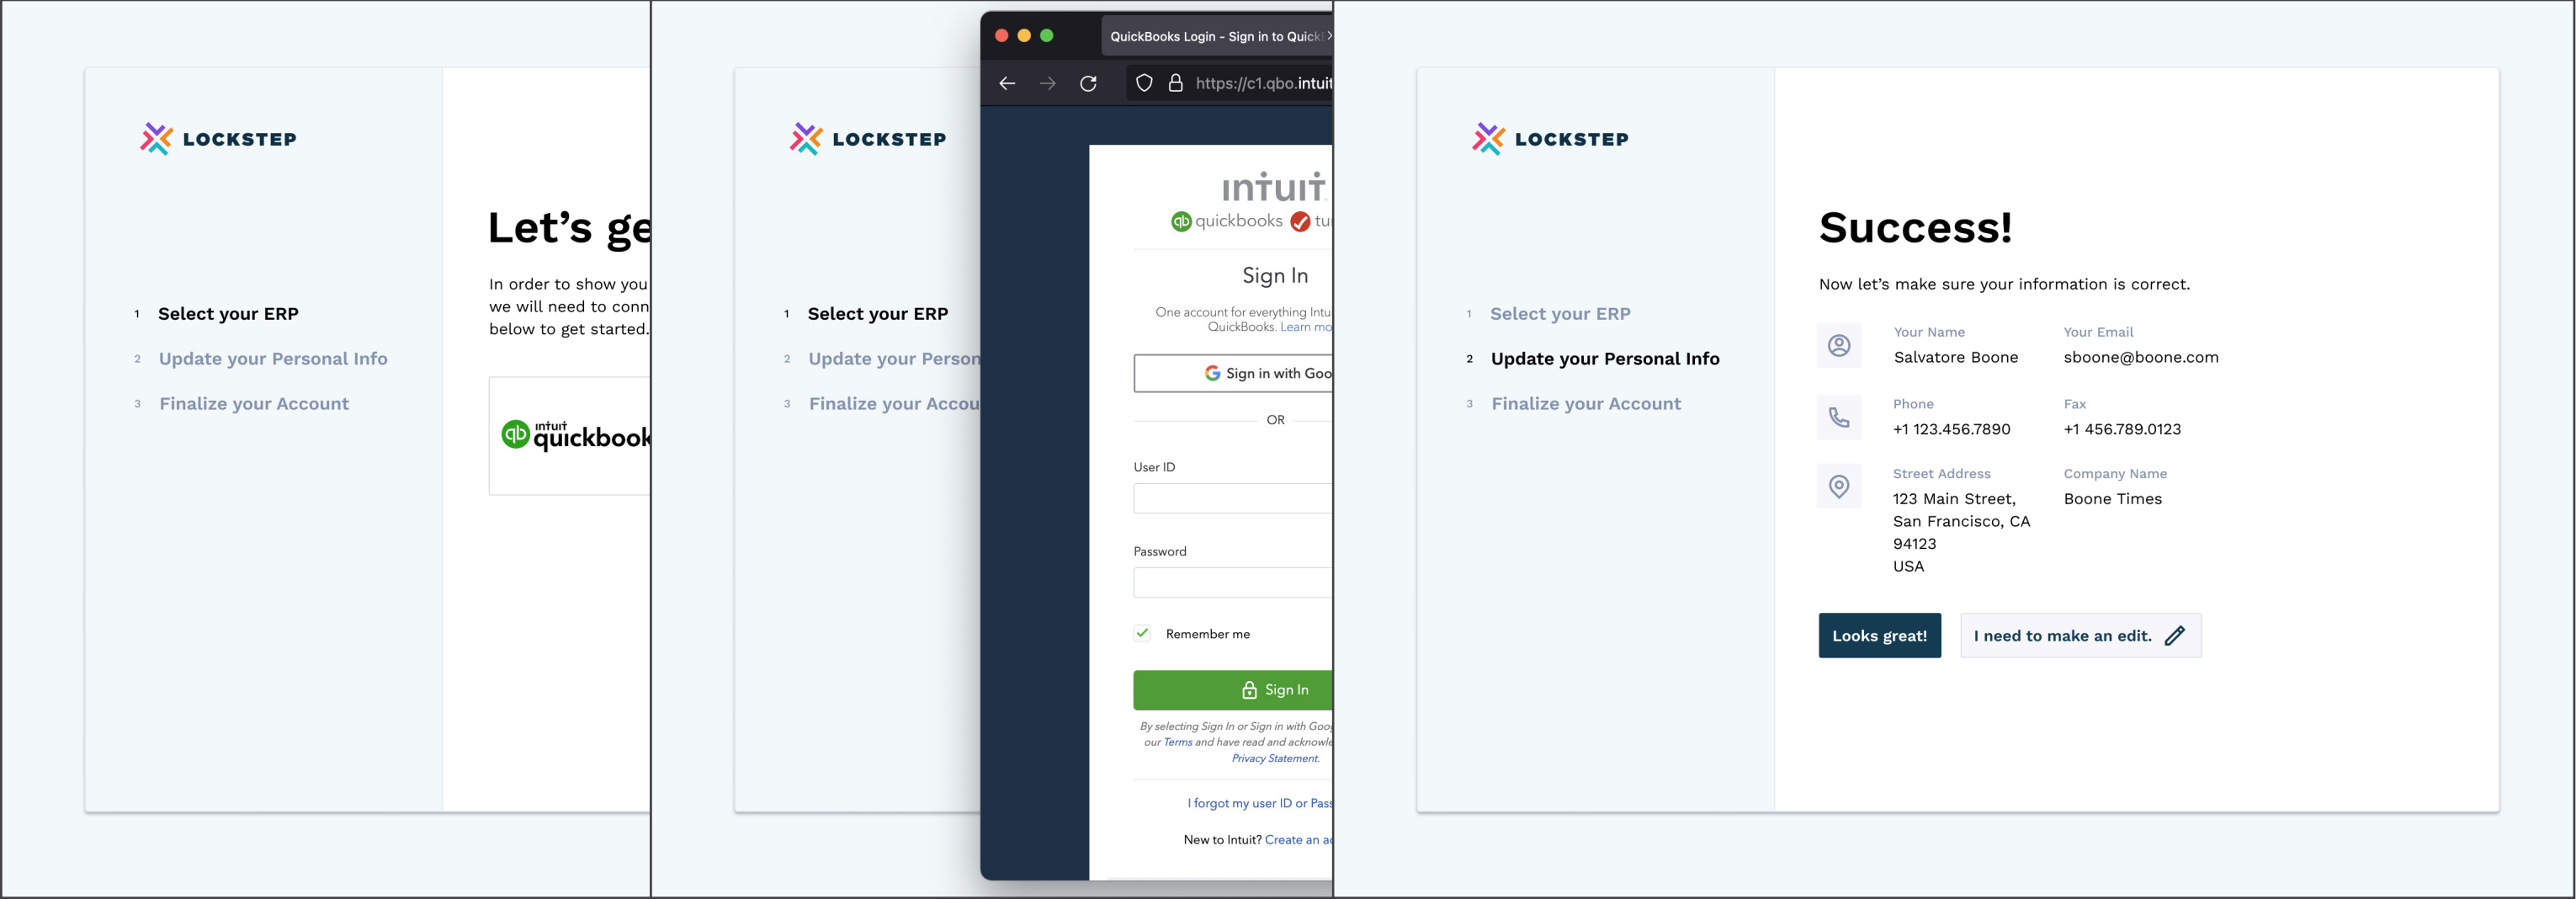 LOCKSTEP
1 Select your ERP
2 Update your Personal Info
3 Finalize your Account
Let’s ge
In order to show you
we will need to conn
below to get started.
intuit
quickbook
LOCKSTEP
1 Select your ERP
2 Update your Person
3 Finalize your Accou
QuickBooks Login - Sign in to Quick
https://c1.qbo.intuit
intuit
qb quickbooks tu
Sign In
One account for everything Intu
QuickBooks. Learn mo
Sign in with Goo
OR
User ID
Password
Remember me
Sign In
By selecting Sign In or Sign in with Goog
our Terms and have read and acknowle
Privacy Statement.
I forgot my user ID or Pass
New to Intuit? Create an ac
LOCKSTEP
1 Select your ERP
2 Update your Personal Info
3 Finalize your Account
Success!
Now let’s make sure your information is correct.
Your Name Your Email
Salvatore Boone sboone@boone.com
Phone Fax
+1 123.456.7890 +1 456.789.0123
Street Address Company Name
123 Main Street, Boone Times
San Francisco, CA
94123
USA
Looks great! I need to make an edit.